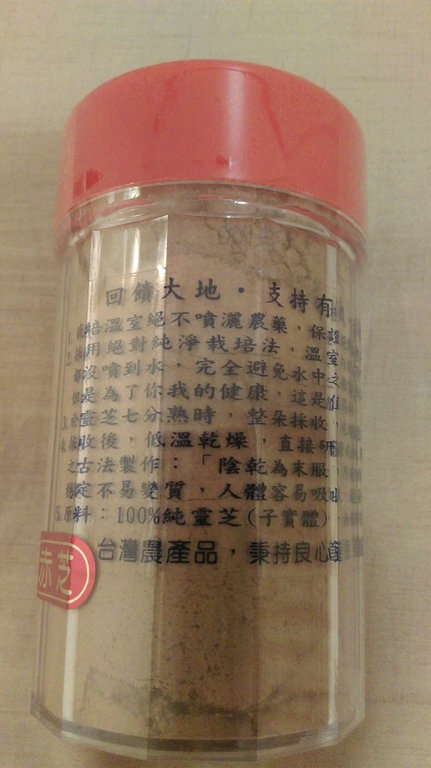 回饋大地・支持有
栽培溫室絕不噴灑農藥，保證
採用絕對純淨栽培法，溫室
都沒噴到水，完全避免水中之
但是為了你我的健康，這是值
於靈芝七分熟時，整朵採收
採收後，低溫乾燥，直接研
之古法製作：「陰乾為末服
穩定不易變質，人體容易吸
5.原料：100%純靈芝(子實體)，
台灣農產品，秉持良心
赤芝